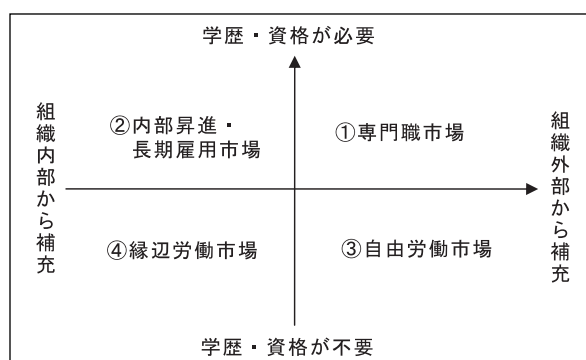 学歴・資格が必要
組織内部から補充
②内部昇進・
長期雇用市場
①専門職市場
組織外部から補充
④縁辺労働市場
③自由労働市場
学歴・資格が不要